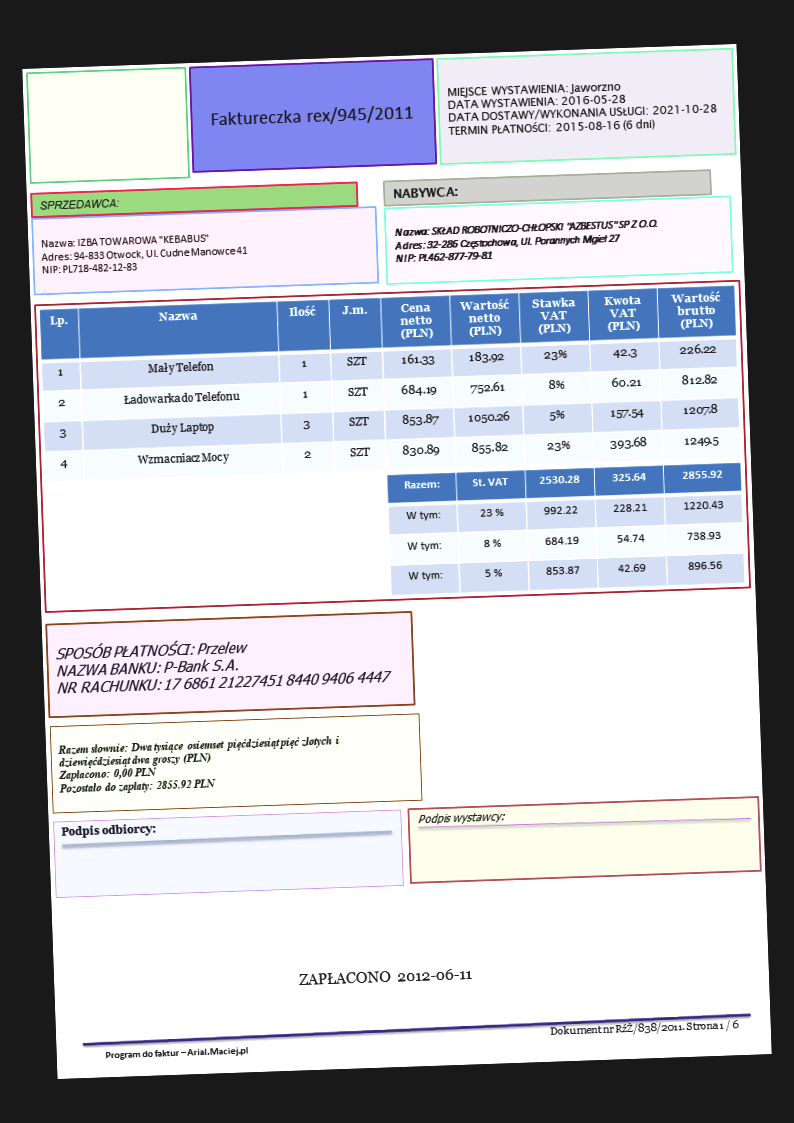 Faktureczka rex/945/2011
MIEJSCE WYSTAWIENIA: Jaworzno
DATA WYSTAWIENIA: 2016-05-28
DATA DOSTAWY/WYKONANIA USŁUGI: 2021-10-28
TERMIN PŁATNOŚCI: 2015-08-16 (6 dni)
SPRZEDAWCA:
Nazwa: IZBA TOWAROWA "KEBABUS"
Adres: 94-833 Otwock, Ul. Cudne Manowce 41
NIP: PL718-482-12-83
NABYWCA:
Nazwa: SKŁAD ROBOTNICZO-CHŁOPSKI "AZBESTUS" SP Z O.O.
Adres: 32-286 Częstochowa, Ul. Porannych Mgieł 27
NIP: PL462-877-79-81
Lp. Nazwa Ilość J.m. Cena netto (PLN) Wartość netto (PLN) Stawka VAT (PLN) Kwota VAT (PLN) Wartość brutto (PLN)
1 Mały Telefon 1 SZT 161.33 183.92 23% 42.3 226.22
2 Ładowarka do Telefonu 1 SZT 684.19 752.61 8% 60.21 812.82
3 Duży Laptop 3 SZT 853.87 1050.26 5% 157.54 1207.8
4 Wzmacniacz Mocy 2 SZT 830.89 855.82 23% 393.68 1249.5
Razem: St. VAT 2530.28 325.64 2855.92
W tym: 23 % 992.22 228.21 1220.43
W tym: 8 % 684.19 54.74 738.93
W tym: 5 % 853.87 42.69 896.56
SPOSÓB PŁATNOŚCI: Przelew
NAZWA BANKU: P-Bank S.A.
NR RACHUNKU: 17 6861 21227451 8440 9406 4447
Razem słownie: Dwa tysiące osiemset pięćdziesiąt pięć złotych i
dziewięćdziesiąt dwa groszy (PLN)
Zapłacono: 0,00 PLN
Pozostało do zapłaty: 2855.92 PLN
Podpis odbiorcy:
Podpis wystawcy:
ZAPŁACONO 2012-06-11
Dokument nr RźŻ/838/2011. Strona 1 / 6
Program do faktur – Arial.Maciej.pl